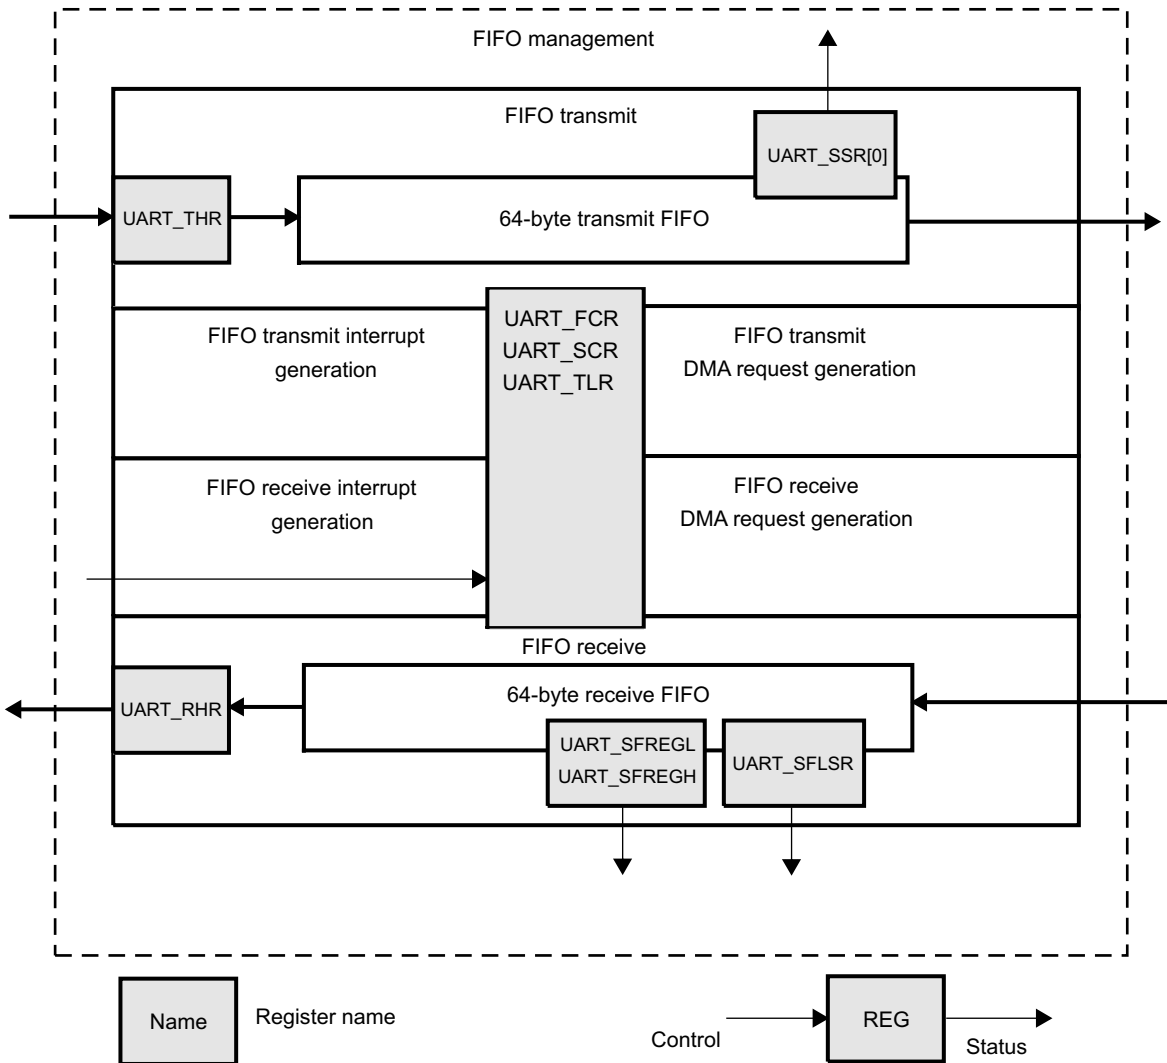 FIFO management
FIFO transmit
UART_SSR[0]
UART_THR
64-byte transmit FIFO
UART_FCR
UART_SCR
UART_TLR
FIFO transmit interrupt
generation
FIFO transmit
DMA request generation
FIFO receive interrupt
generation
FIFO receive
DMA request generation
FIFO receive
64-byte receive FIFO
UART_RHR
UART_SFREGL
UART_SFREGH
UART_SFLSR
Name
Register name
Control
REG
Status